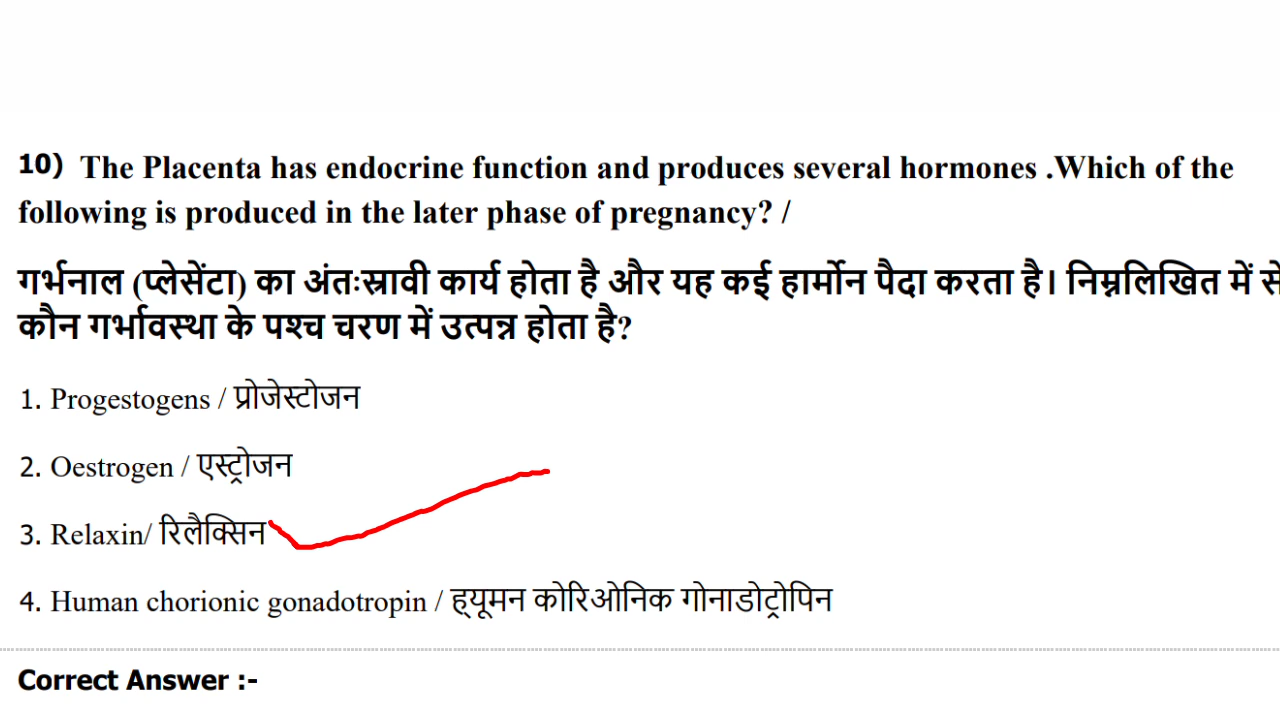 10) The Placenta has endocrine function and produces several hormones .Which of the
following is produced in the later phase of pregnancy? /
गर्भनाल (प्लेसेंटा) का अंतःस्रावी कार्य होता है और यह कई हार्मोन पैदा करता है। निम्नलिखित में से
कौन गर्भावस्था के पश्च चरण में उत्पन्न होता है?
1. Progestogens / प्रोजेस्टोजन
2. Oestrogen / एस्ट्रोजन
3. Relaxin/ रिलैक्सिन
4. Human chorionic gonadotropin / ह्यूमन कोरिओनिक गोनाडोट्रोपिन
Correct Answer :-